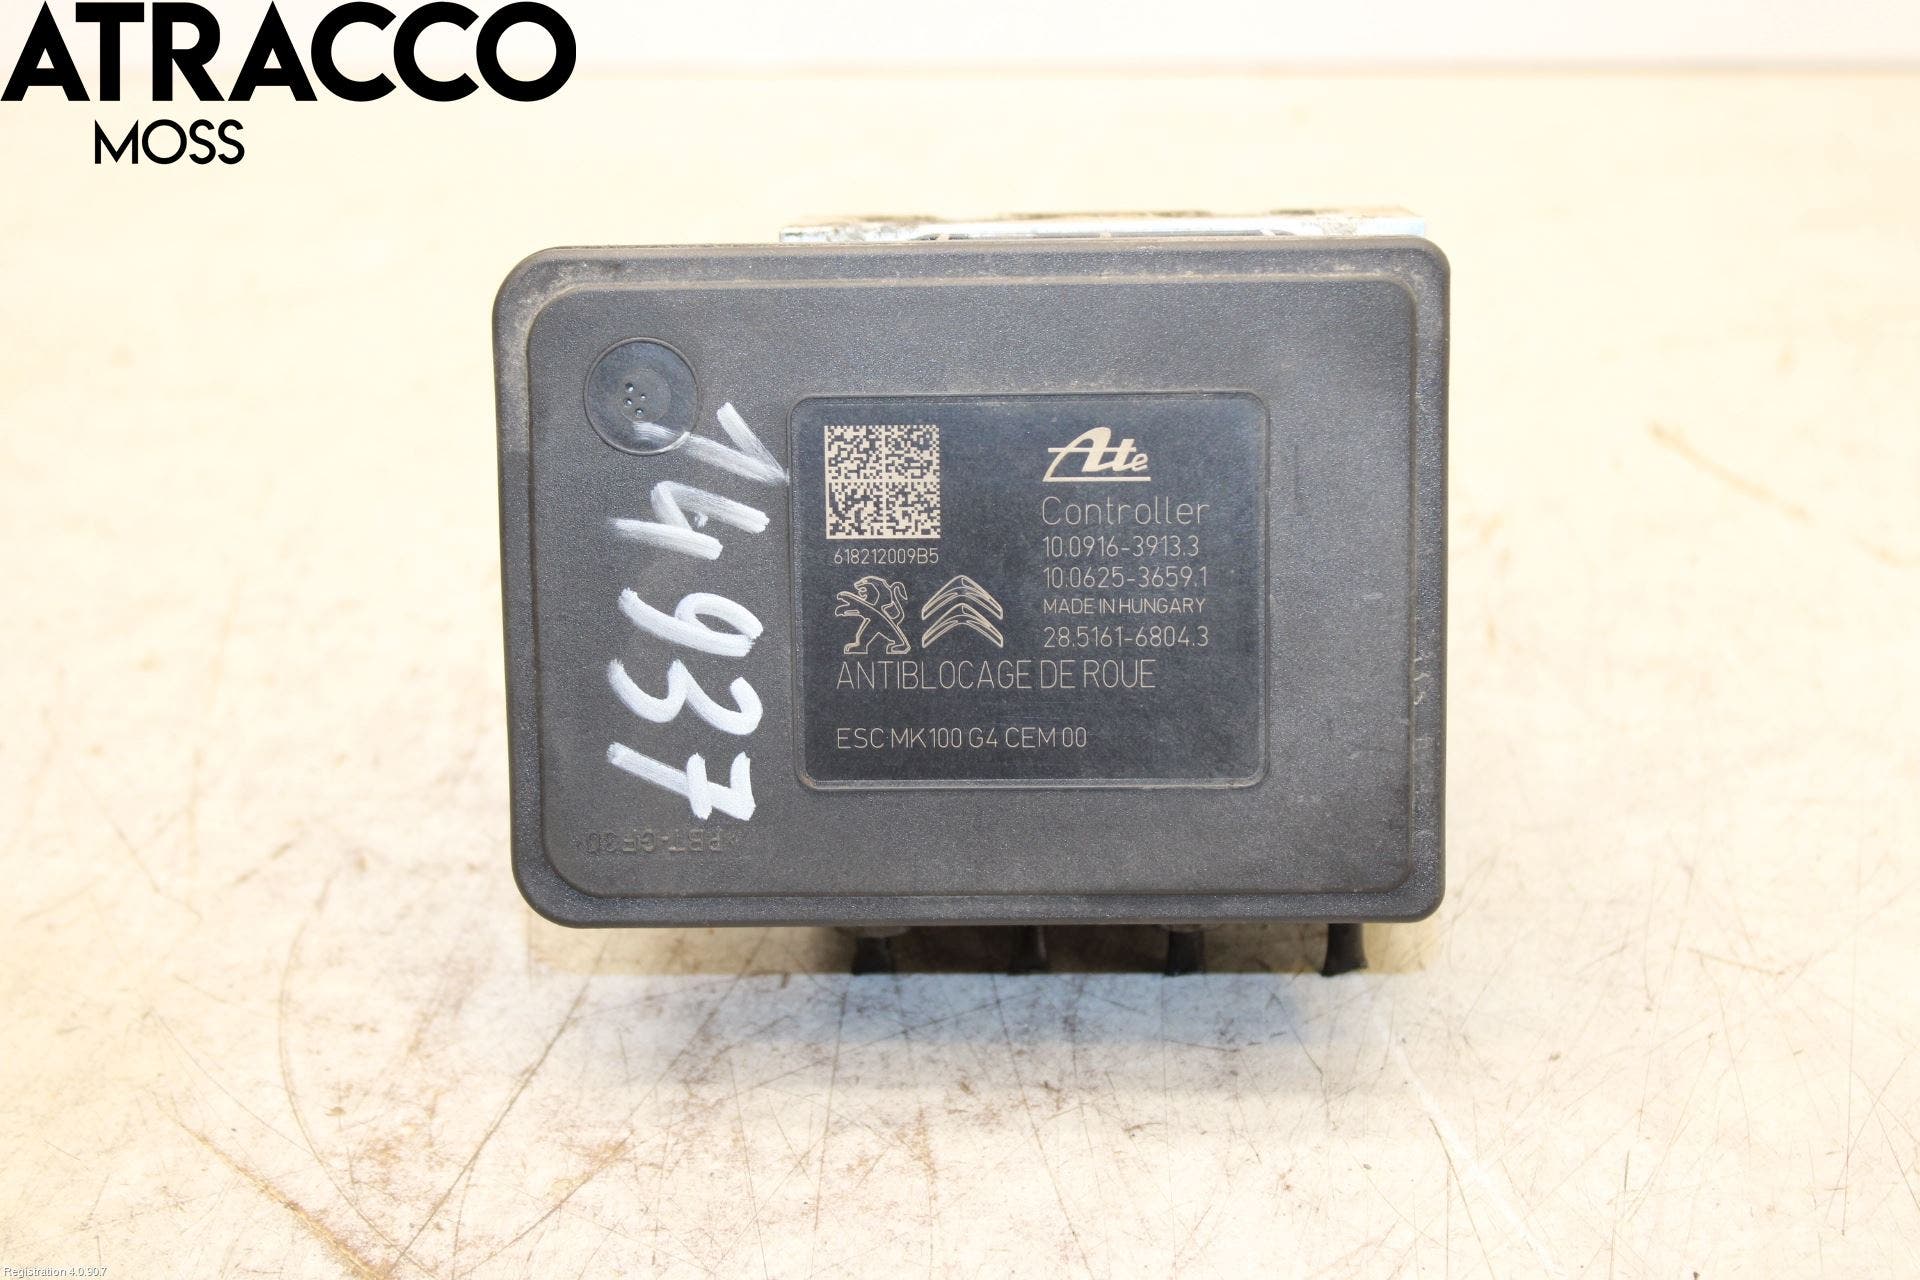 ATRACCO
MOSS
14937
618212009B5
Ate
Controller
10.0916-3913.3
10.0625-3659.1
MADE IN HUNGARY
28.5161-6804.3
ANTIBLOCAGE DE ROUE
ESC MK100 G4 CEM 00
>PBT-GF30<
Registration 4.0.90.7